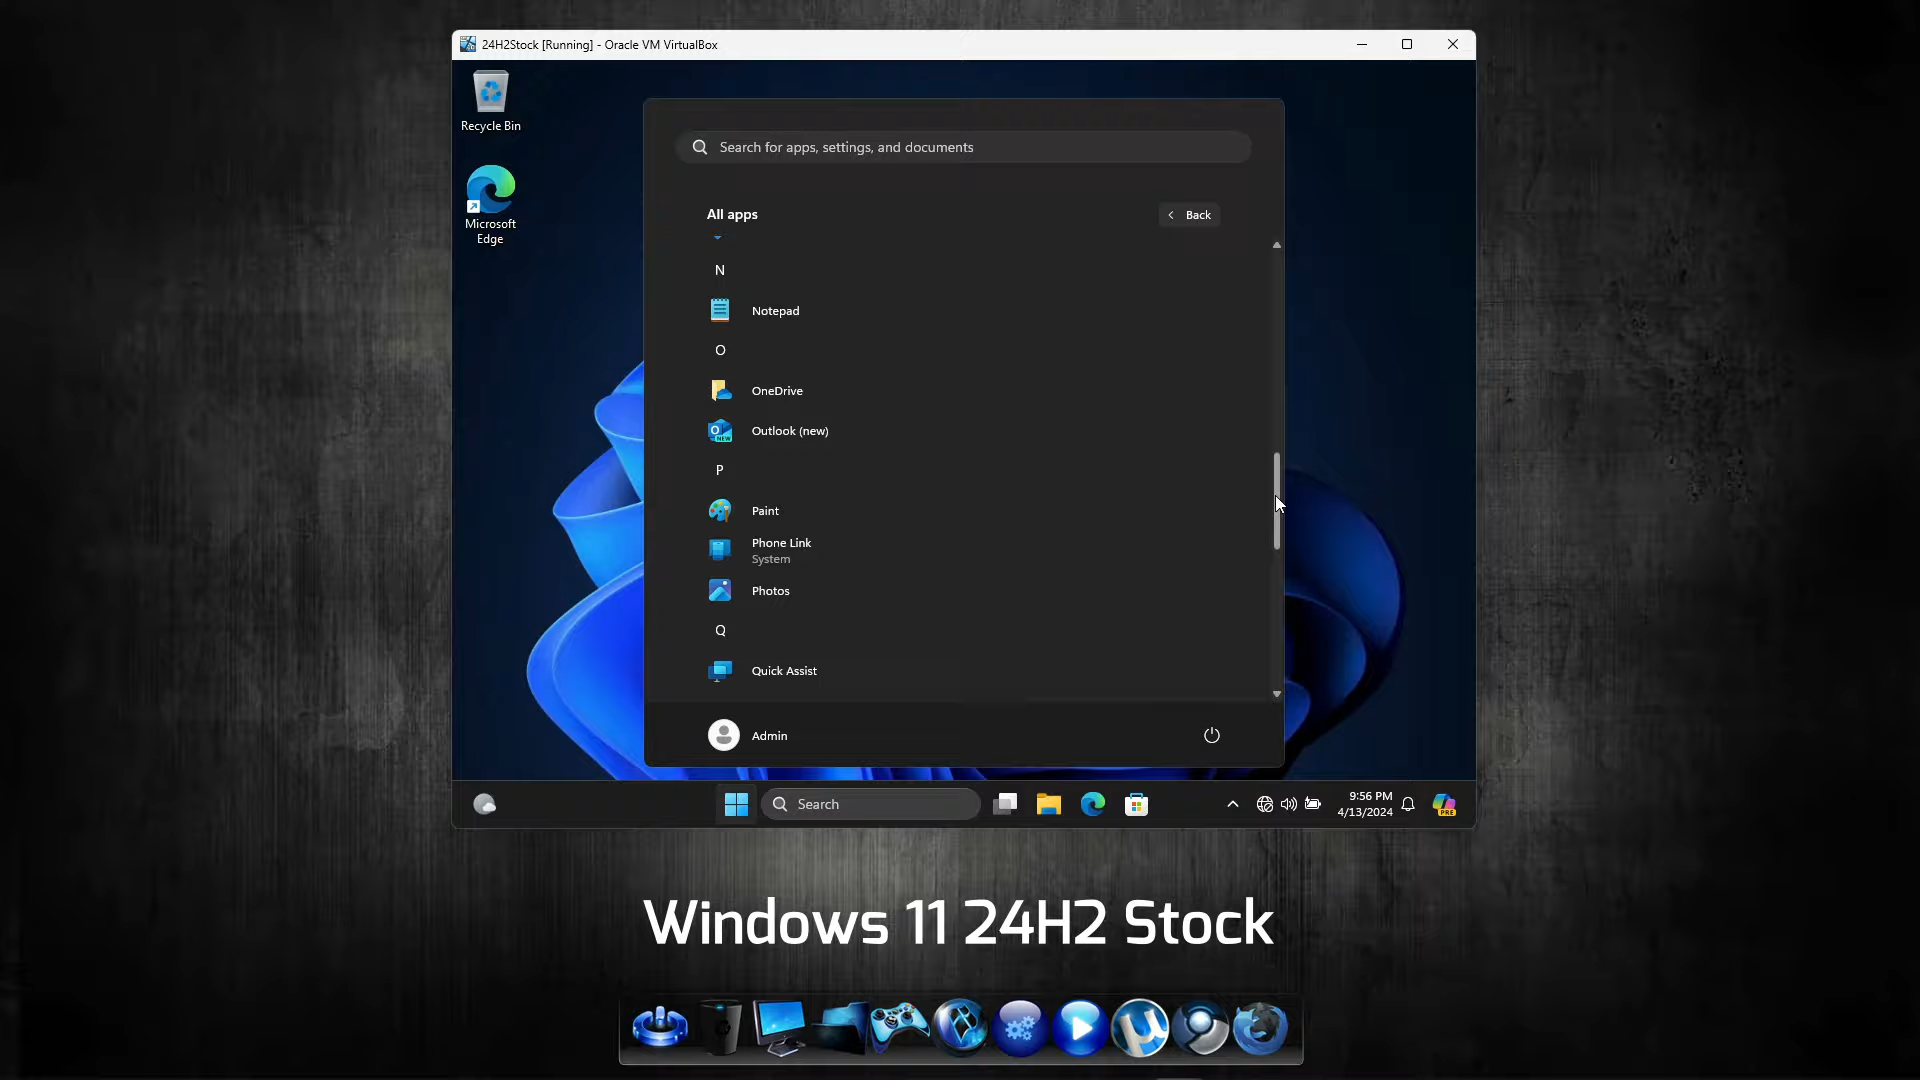 24H2Stock [Running] - Oracle VM VirtualBox
Recycle Bin
Microsoft
Edge
Search for apps, settings, and documents
All apps
Back
N
Notepad
O
OneDrive
Outlook (new)
P
Paint
Phone Link
System
Photos
Q
Quick Assist
Admin
Search
9:56 PM
4/13/2024
PRE
Windows 11 24H2 Stock